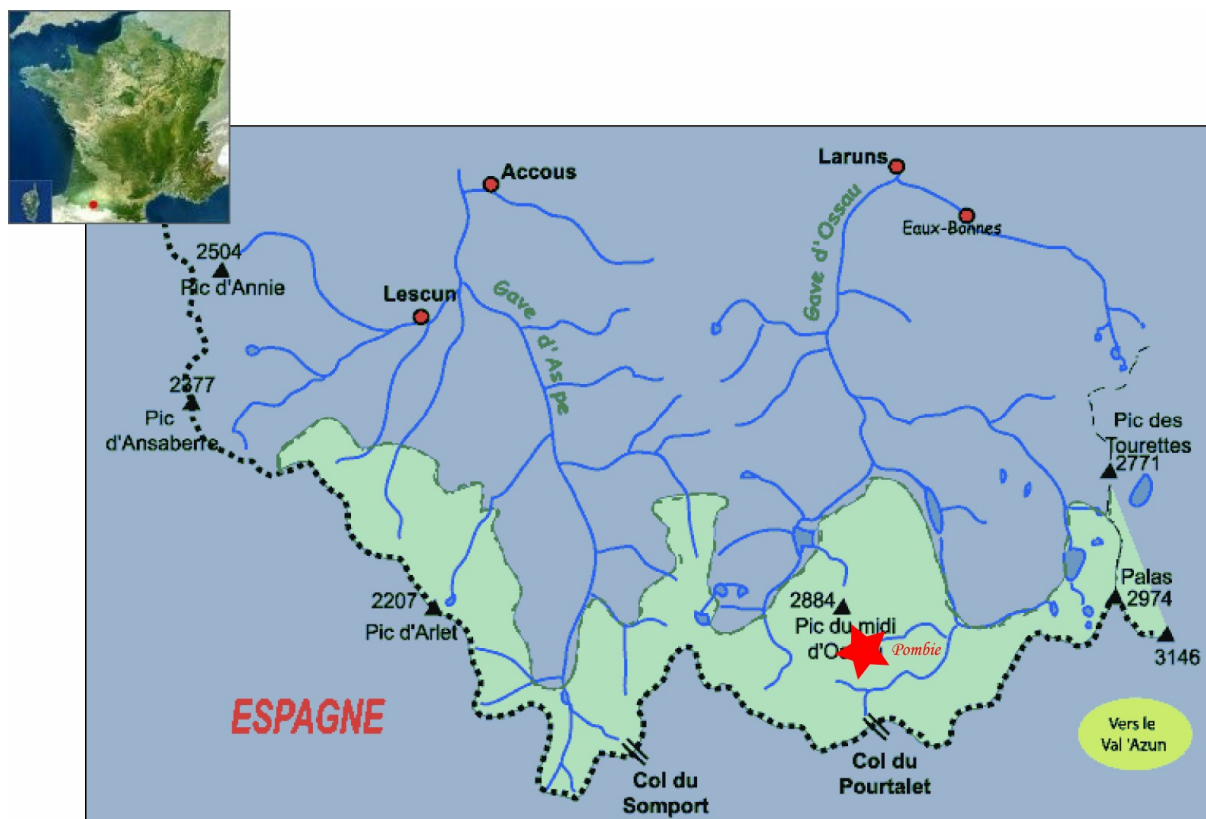 Accous
Laruns
Eaux-Bonnes
Gave d'Ossau
2504
Pic d'Annie
Lescun
Gave d'Aspe
2377
Pic
d'Ansaberre
Pic des
Tourettes
2771
Palas
2974
3146
2207
Pic d'Arlet
2884
Pic du midi
Pombie
ESPAGNE
Vers le
Val 'Azun
Col du
Somport
Col du
Pourtalet